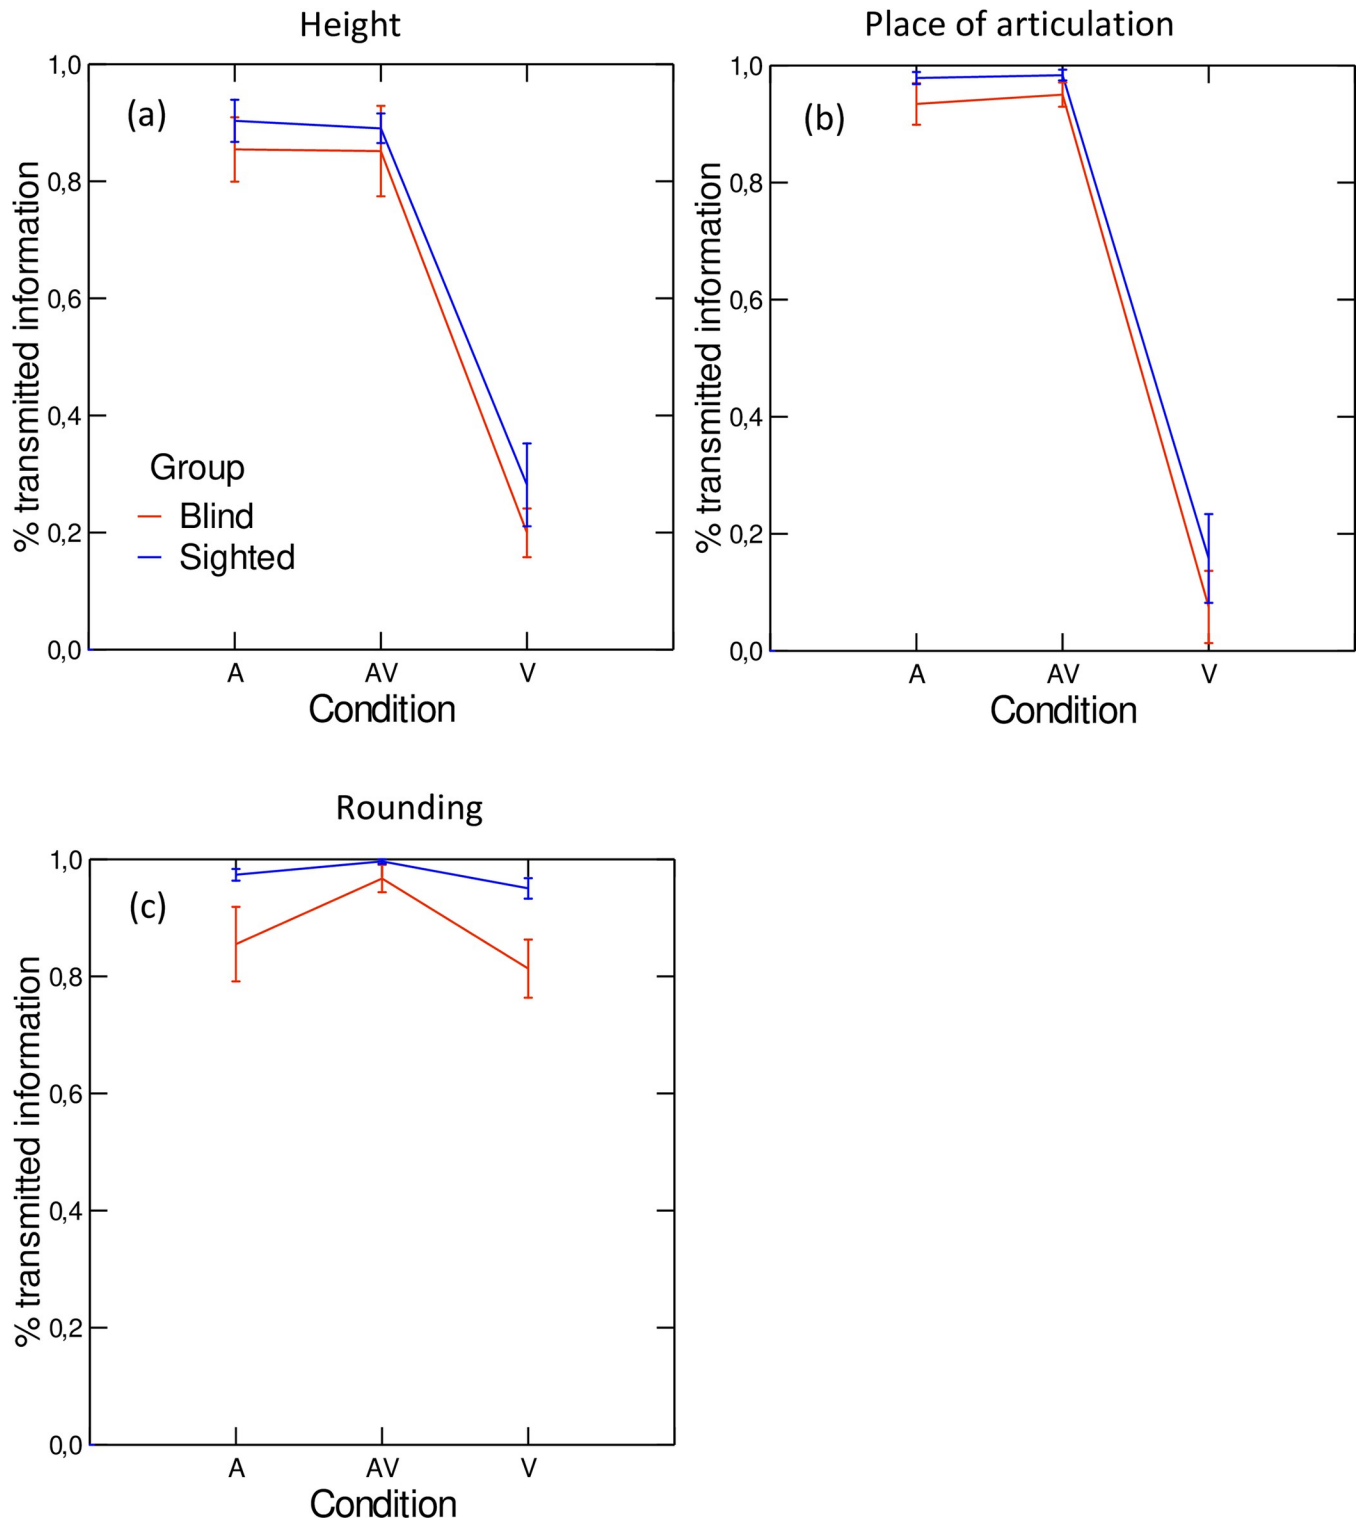 Height
(a)
% transmitted information
1,0
0,8
0,6
0,4
0,2
0,0
Group
Blind
Sighted
A AV V
Condition
Place of articulation
(b)
% transmitted information
1.0
0.8
0,6
0,4
0,2
0,0
A AV V
Condition
Rounding
(c)
% transmitted information
1,0
0,8
0,6
0,4
0,2
0,0
A AV V
Condition